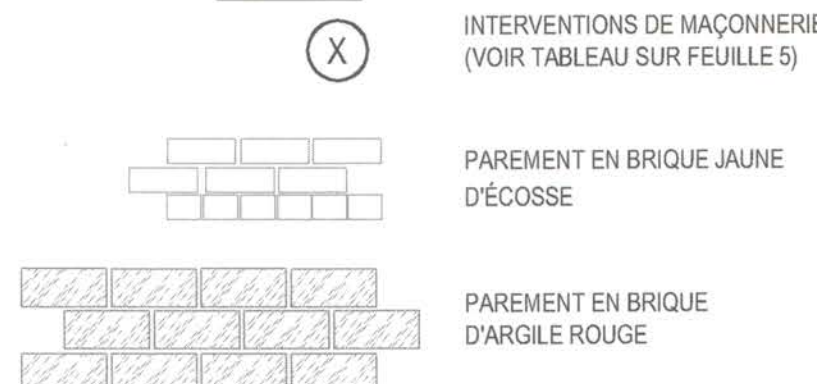 INTERVENTIONS DE MAÇONNERIE
X
(VOIR TABLEAU SUR FEUILLE 5)
PAREMENT EN BRIQUE JAUNE
D'ÉCOSSE
PAREMENT EN BRIQUE
D'ARGILE ROUGE